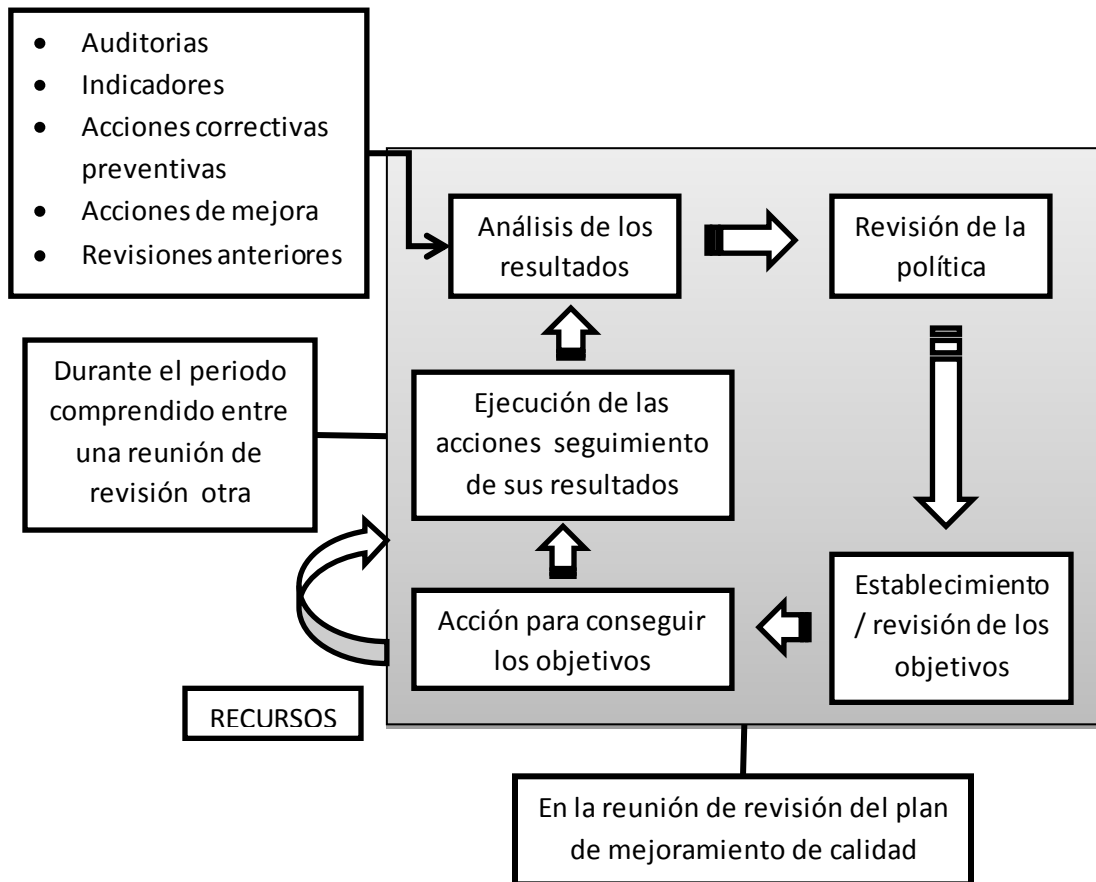 • Auditorias
• Indicadores
• Acciones correctivas
preventivas
• Acciones de mejora
• Revisiones anteriores
Análisis de los
resultados
Revisión de la
política
Durante el periodo
comprendido entre
una reunión de
revisión otra
Ejecución de las
acciones seguimiento
de sus resultados
Acción para conseguir
los objetivos
Establecimiento
/ revisión de los
objetivos
RECURSOS
En la reunión de revisión del plan
de mejoramiento de calidad